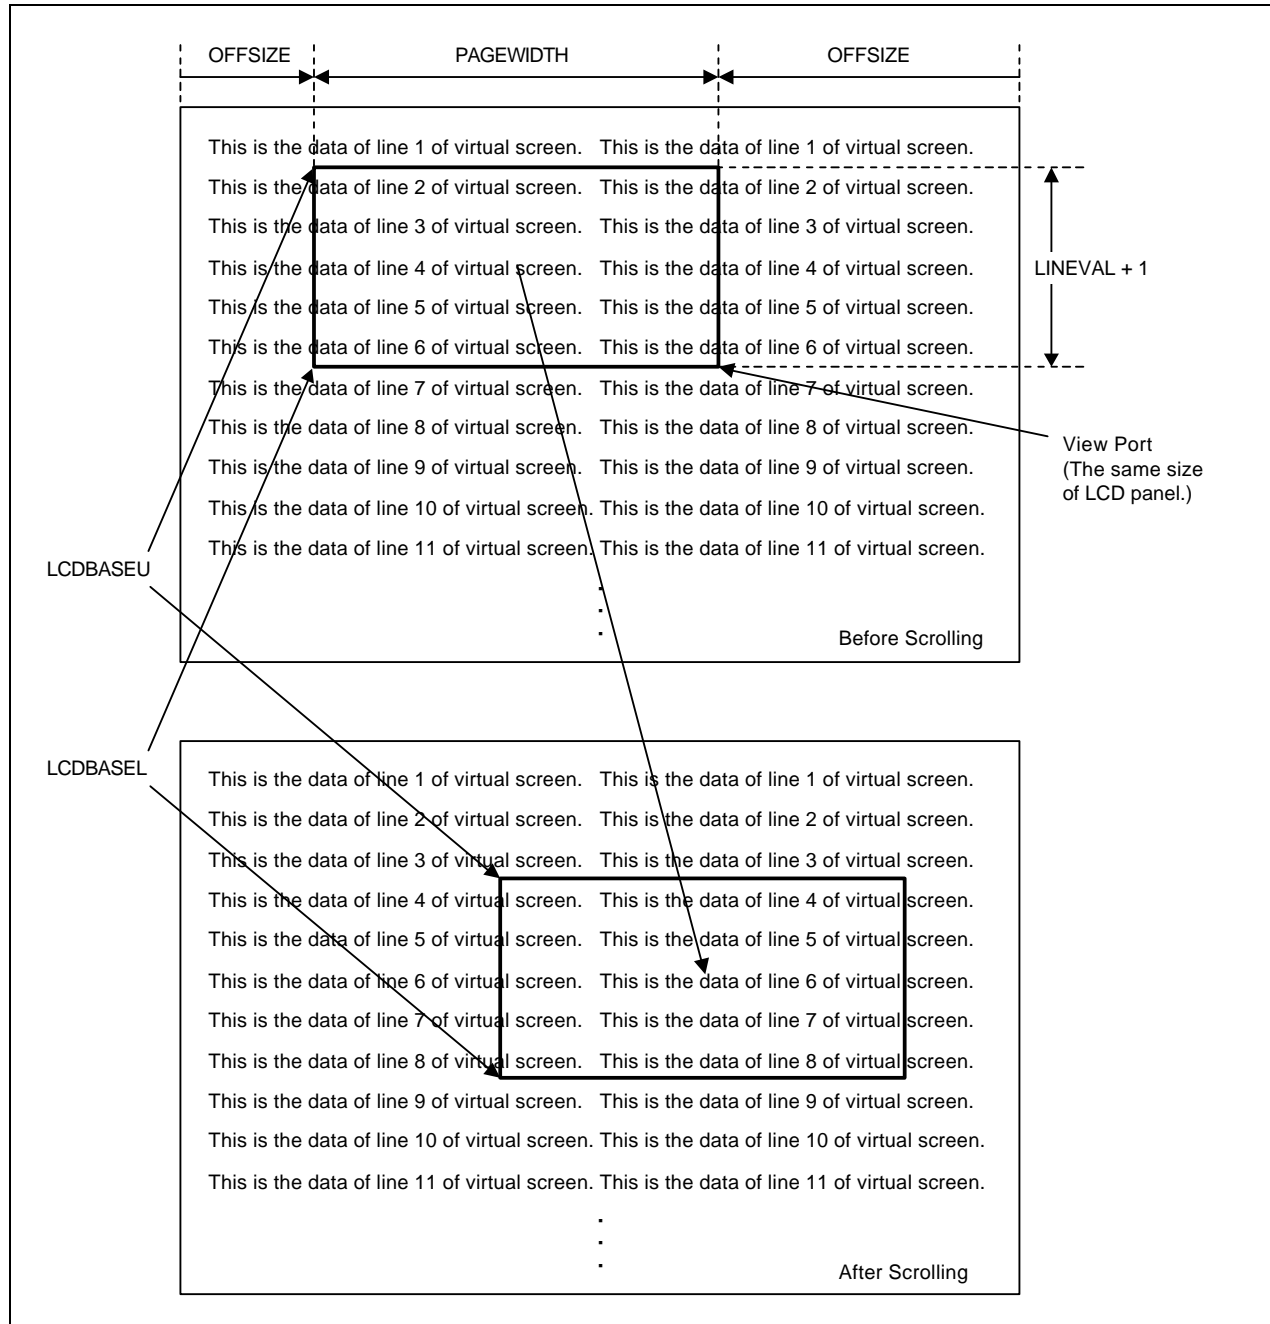 OFFSIZE PAGEWIDTH OFFSIZE
This is the data of line 1 of virtual screen. This is the data of line 1 of virtual screen.
This is the data of line 2 of virtual screen. This is the data of line 2 of virtual screen.
This is the data of line 3 of virtual screen. This is the data of line 3 of virtual screen.
This is the data of line 4 of virtual screen. This is the data of line 4 of virtual screen.
LINEVAL + 1
This is the data of line 5 of virtual screen. This is the data of line 5 of virtual screen.
This is the data of line 6 of virtual screen. This is the data of line 6 of virtual screen.
This is the data of line 7 of virtual screen. This is the data of line 7 of virtual screen.
This is the data of line 8 of virtual screen. This is the data of line 8 of virtual screen.
This is the data of line 9 of virtual screen. This is the data of line 9 of virtual screen.
This is the data of line 10 of virtual screen. This is the data of line 10 of virtual screen.
This is the data of line 11 of virtual screen. This is the data of line 11 of virtual screen.
View Port
(The same size
of LCD panel.)
LCDBASEU
.
.
.
Before Scrolling
LCDBASEL
This is the data of line 1 of virtual screen. This is the data of line 1 of virtual screen.
This is the data of line 2 of virtual screen. This is the data of line 2 of virtual screen.
This is the data of line 3 of virtual screen. This is the data of line 3 of virtual screen.
This is the data of line 4 of virtual screen. This is the data of line 4 of virtual screen.
This is the data of line 5 of virtual screen. This is the data of line 5 of virtual screen.
This is the data of line 6 of virtual screen. This is the data of line 6 of virtual screen.
This is the data of line 7 of virtual screen. This is the data of line 7 of virtual screen.
This is the data of line 8 of virtual screen. This is the data of line 8 of virtual screen.
This is the data of line 9 of virtual screen. This is the data of line 9 of virtual screen.
This is the data of line 10 of virtual screen. This is the data of line 10 of virtual screen.
This is the data of line 11 of virtual screen. This is the data of line 11 of virtual screen.
.
.
.
After Scrolling